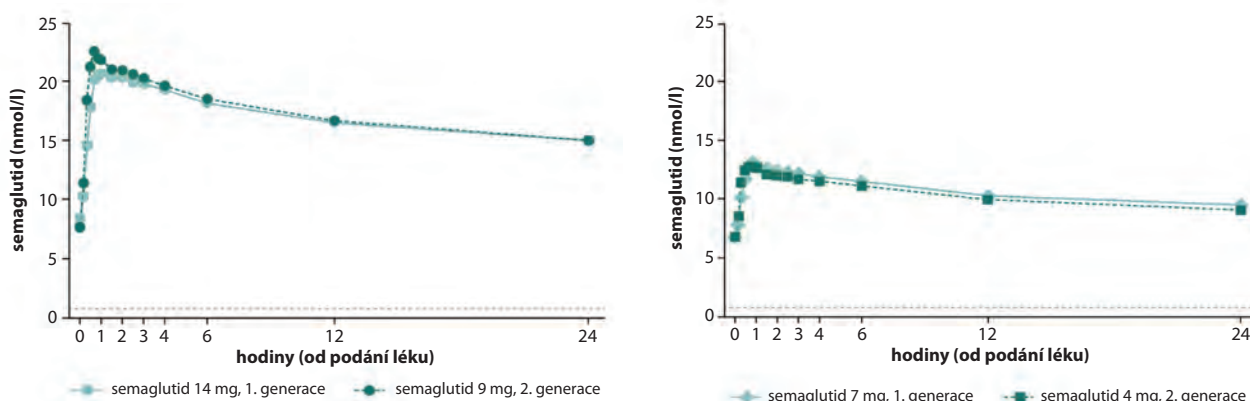 semaglutid (nmol/l)
25
20
15
10
5
0
0 1 2 3 4 6 12 24
hodiny (od podání léku)
semaglutid 14 mg, 1. generace semaglutid 9 mg, 2. generace
semaglutid (nmol/l)
25
20
15
10
5
0
0 1 2 3 4 6 12 24
hodiny (od podání léku)
semaglutid 7 mg, 1. generace semaglutid 4 mg, 2. generace